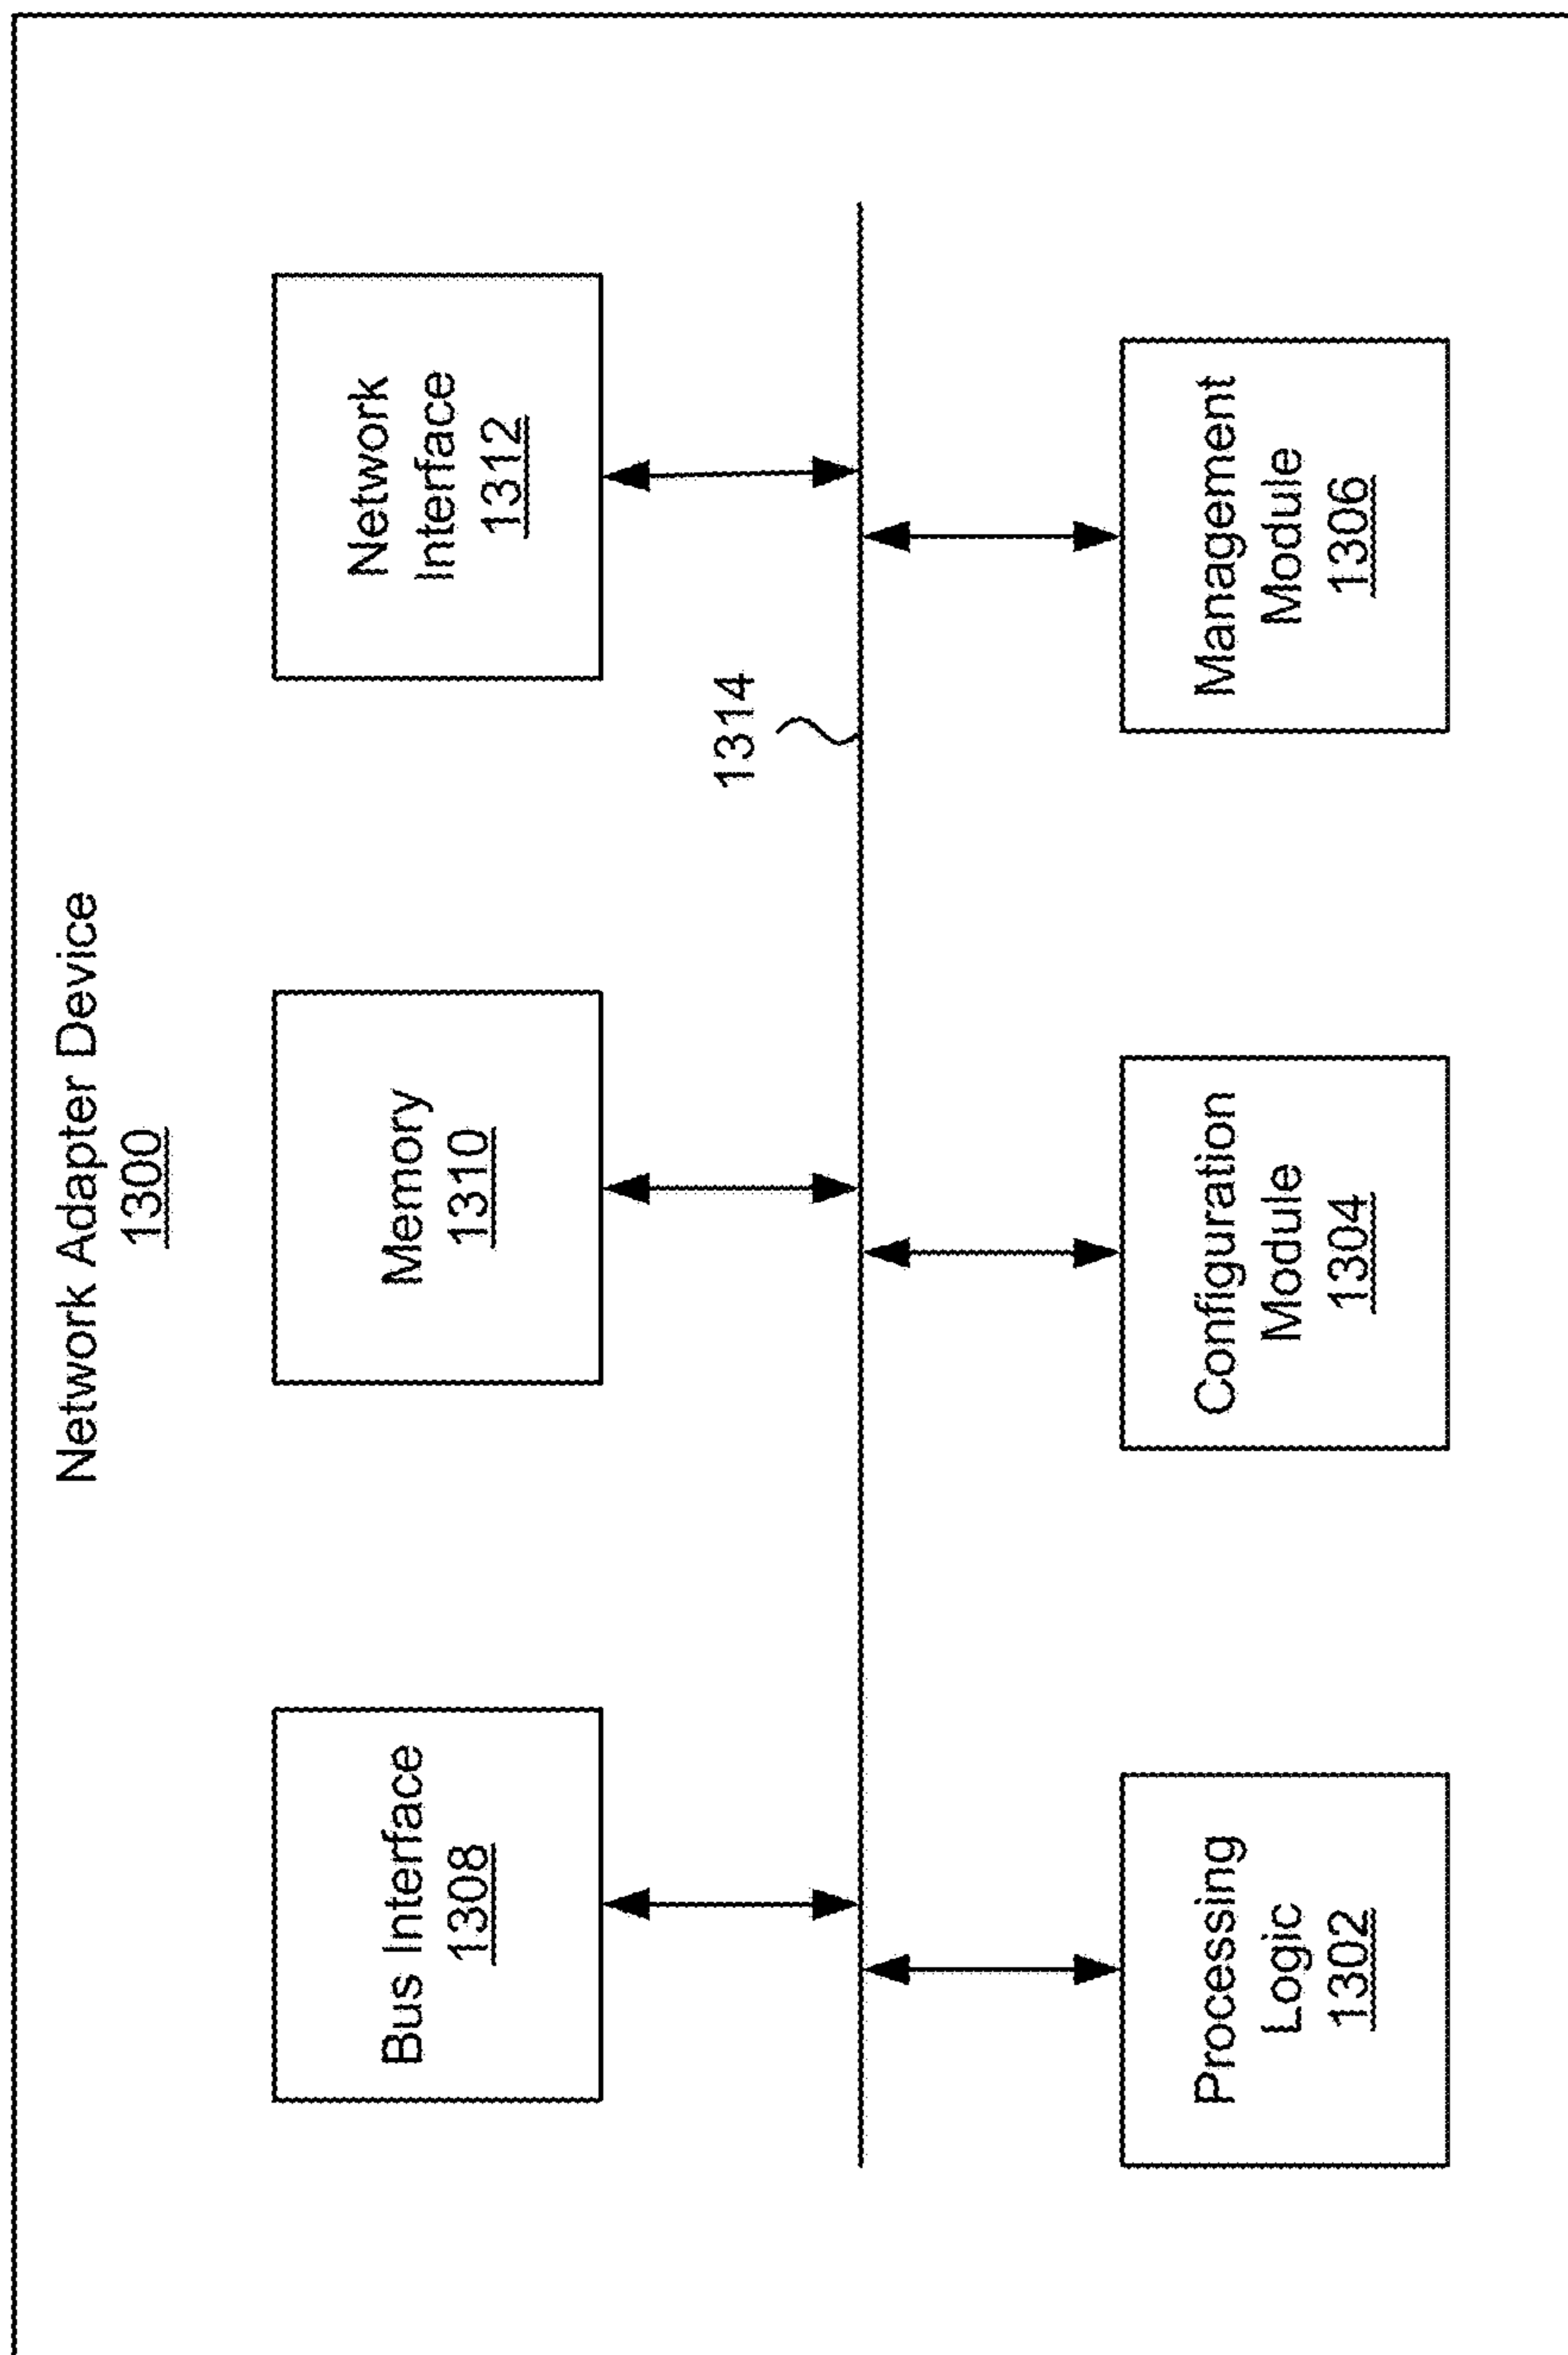 Network Adapter Device
1300
Bus Interface
1308
Memory
1310
Network
Interface
1312
1314
Processing
Logic
1302
Configuration
Module
1304
Management
Module
1306